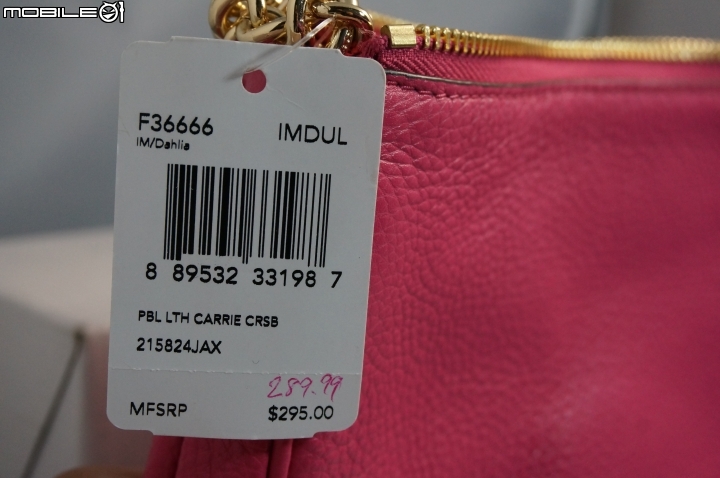 MOBILE01
F36666 IMDUL
IM/Dahlia
8 89532 33198 7
PBL LTH CARRIE CRSB
215824JAX
289.99
MFSRP $295.00